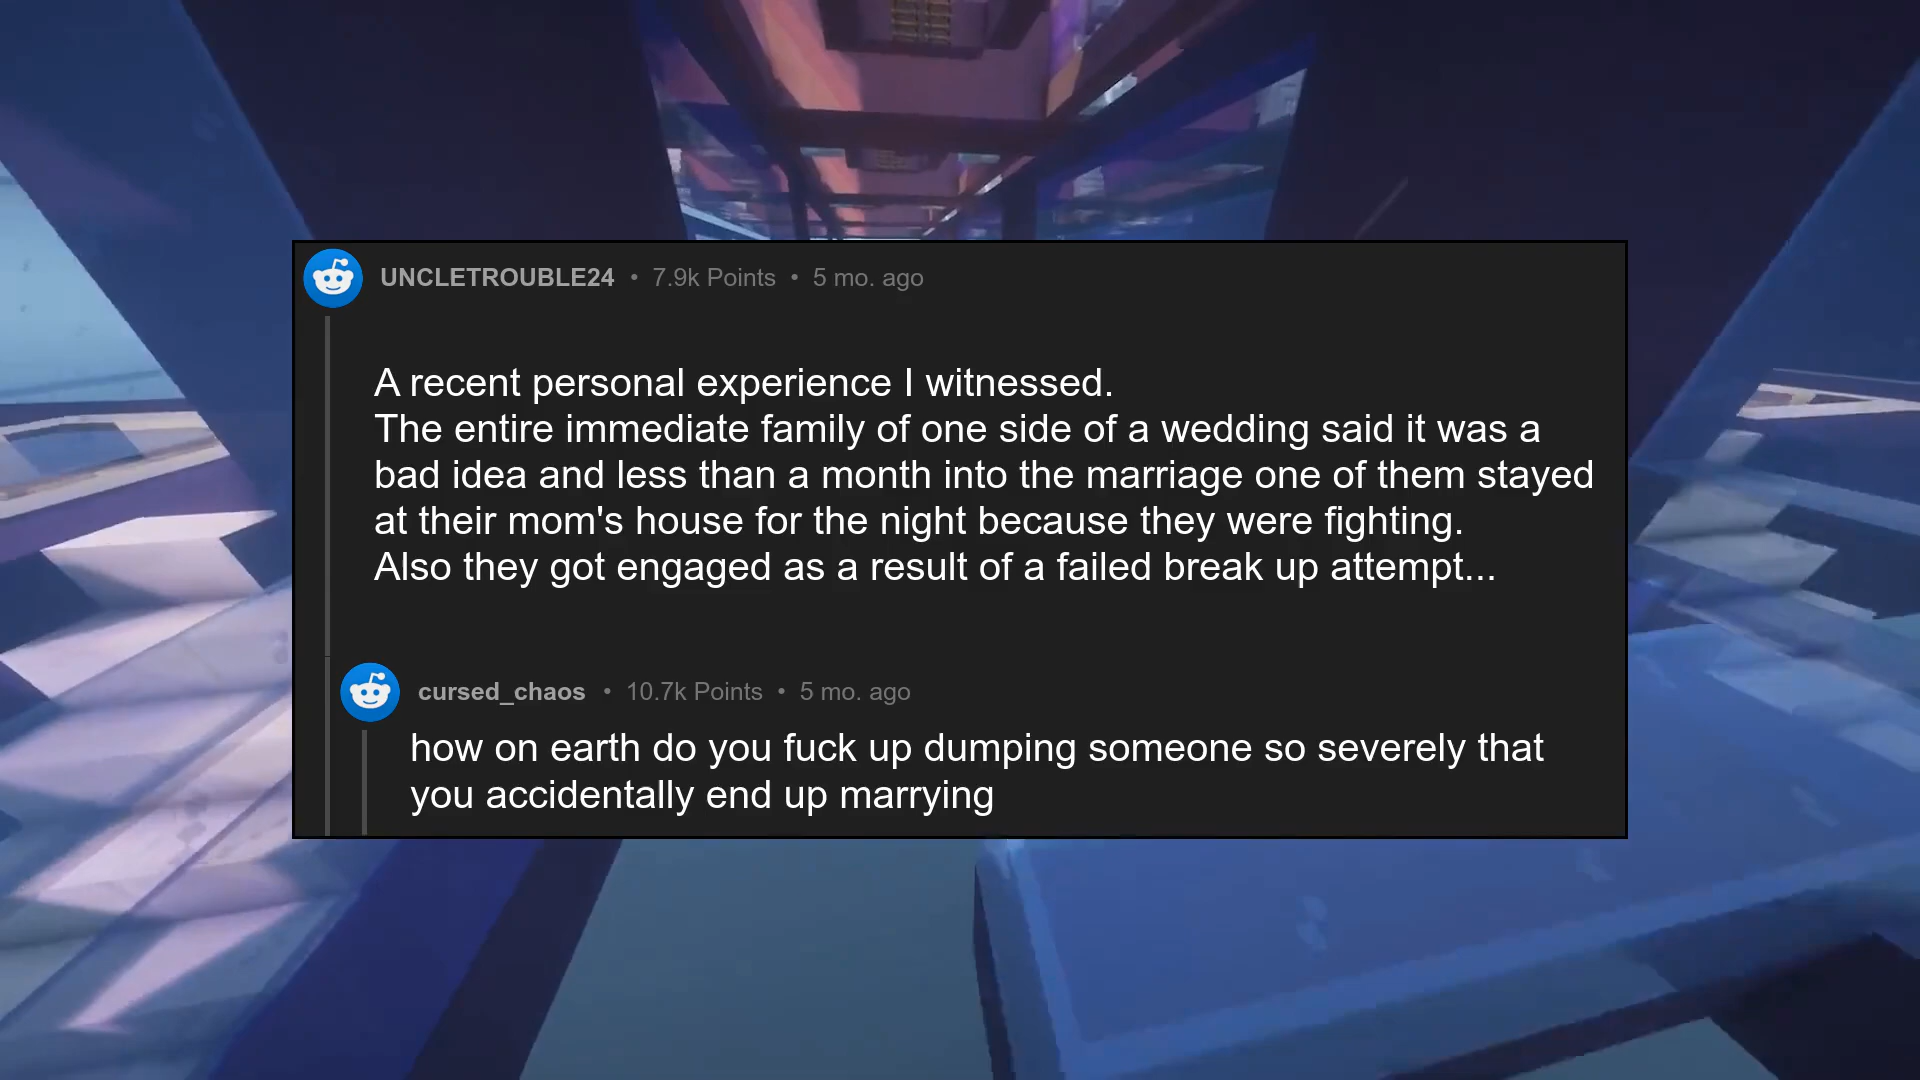 UNCLETROUBLE24 • 7.9k Points • 5 mo. ago
A recent personal experience I witnessed.
The entire immediate family of one side of a wedding said it was a
bad idea and less than a month into the marriage one of them stayed
at their mom's house for the night because they were fighting.
Also they got engaged as a result of a failed break up attempt...
cursed_chaos • 10.7k Points • 5 mo. ago
how on earth do you fuck up dumping someone so severely that
you accidentally end up marrying